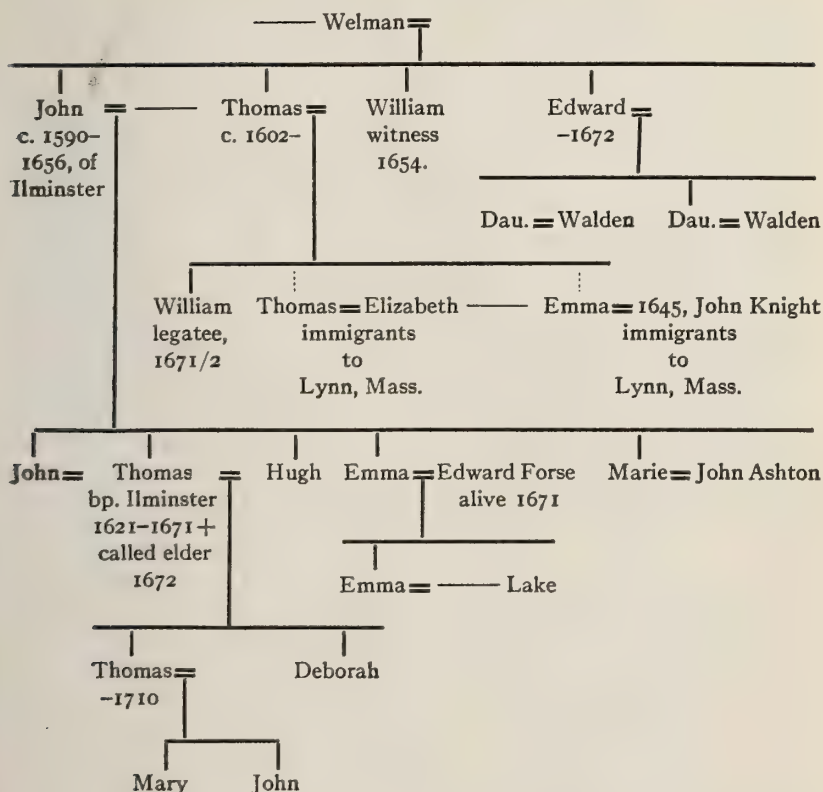 —— Welman =
John = —— Thomas = William Edward =
c. 1590– c. 1602– witness –1672
1656, of 1654.
Ilminster
Dau. = Walden Dau. = Walden
William Thomas = Elizabeth —— Emma = 1645, John Knight
legatee, immigrants immigrants
1671/2 to to
Lynn, Mass. Lynn, Mass.
John = Thomas = Hugh Emma = Edward Forse Marie = John Ashton
bp. Ilminster alive 1671
1621–1671+
called elder
1672
Emma = —— Lake
Thomas = Deborah
–1710
Mary John